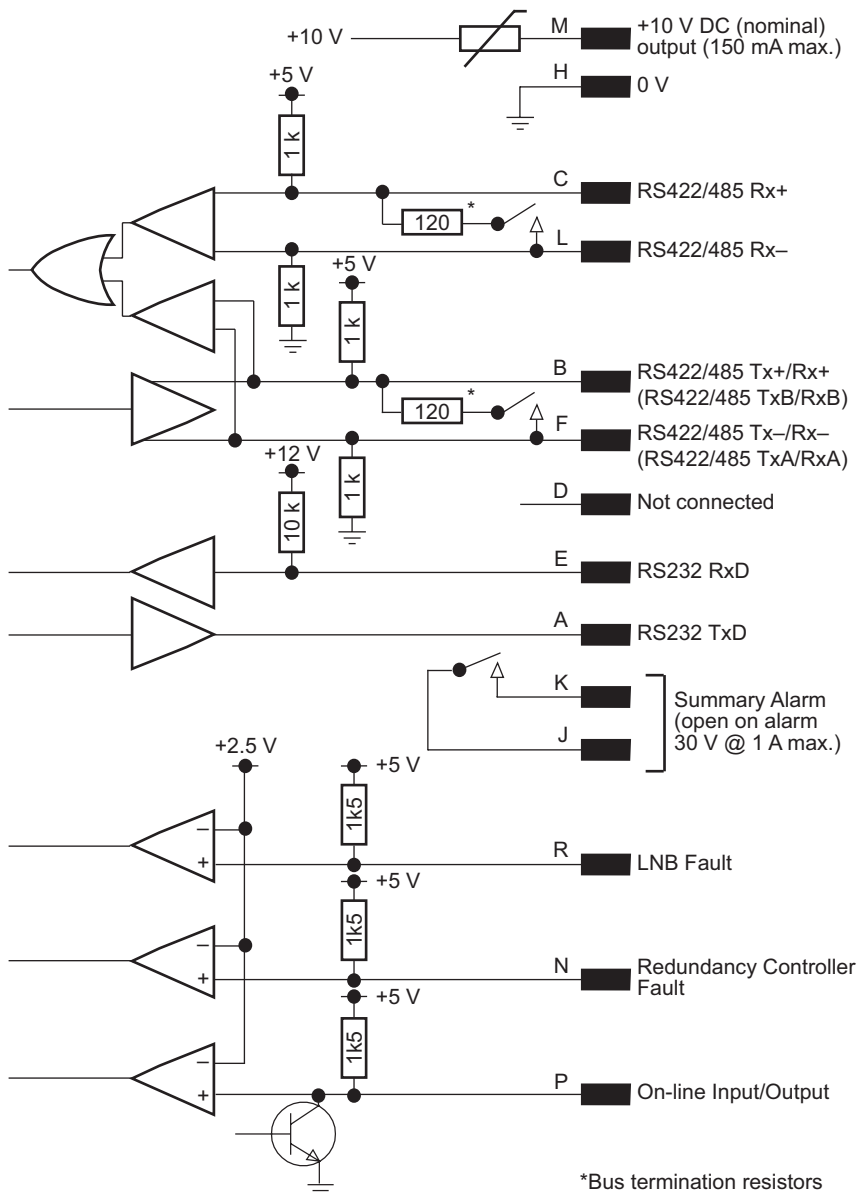 +10 V
M
+10 V DC (nominal)
output (150 mA max.)
H
0 V
+5 V
1 k
C
RS422/485 Rx+
*
120
L
RS422/485 Rx–
1 k
+5 V
1 k
B
RS422/485 Tx+/Rx+
(RS422/485 TxB/RxB)
*
120
F
RS422/485 Tx–/Rx–
(RS422/485 TxA/RxA)
+12 V
1 k
D
Not connected
10 k
E
RS232 RxD
A
RS232 TxD
K
J
Summary Alarm
(open on alarm
30 V @ 1 A max.)
+2.5 V
+5 V
1k5
–
+
R
LNB Fault
+5 V
1k5
–
+
N
Redundancy Controller
Fault
+5 V
1k5
–
+
P
On-line Input/Output
*Bus termination resistors